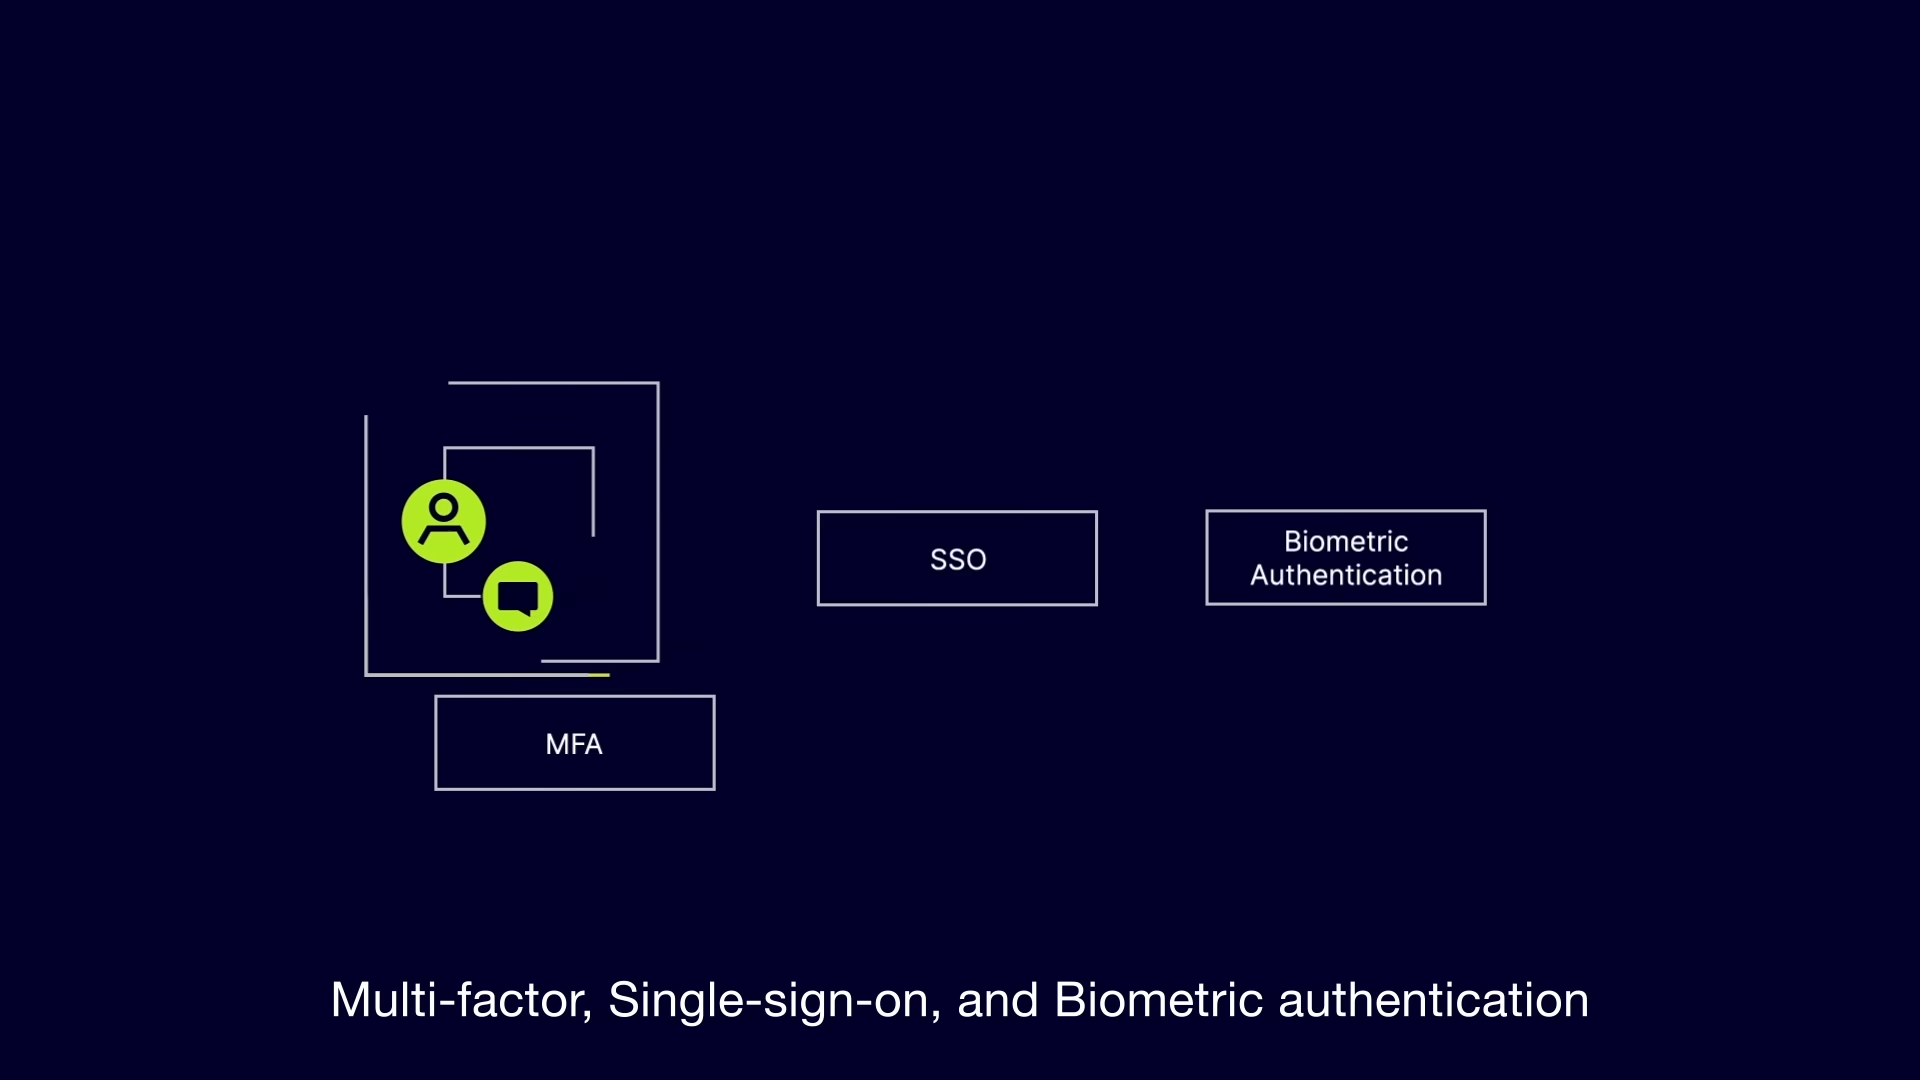 SSO
Biometric
Authentication
MFA
Multi-factor, Single-sign-on, and Biometric authentication